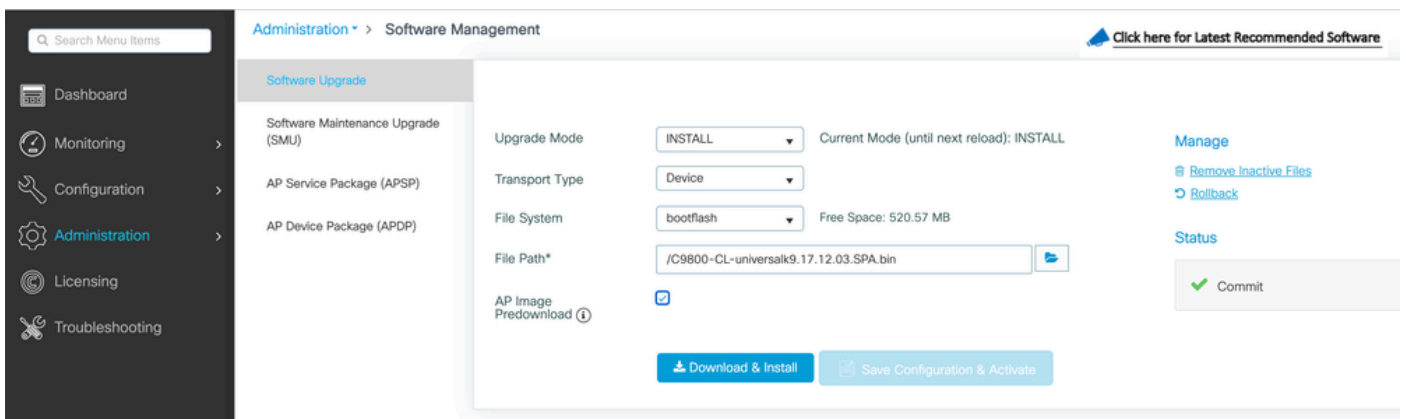 Search Menu Items
Dashboard
Monitoring
Configuration
Administration
Licensing
Troubleshooting
Administration > Software Management
Click here for Latest Recommended Software
Software Upgrade
Software Maintenance Upgrade
(SMU)
AP Service Package (APSP)
AP Device Package (APDP)
Upgrade Mode
INSTALL
Current Mode (until next reload): INSTALL
Transport Type
Device
File System
bootflash
Free Space: 520.57 MB
File Path*
/C9800-CL-universalk9.17.12.03.SPA.bin
AP Image
Predownload
Download & Install
Save Configuration & Activate
Manage
Remove Inactive Files
Rollback
Status
Commit